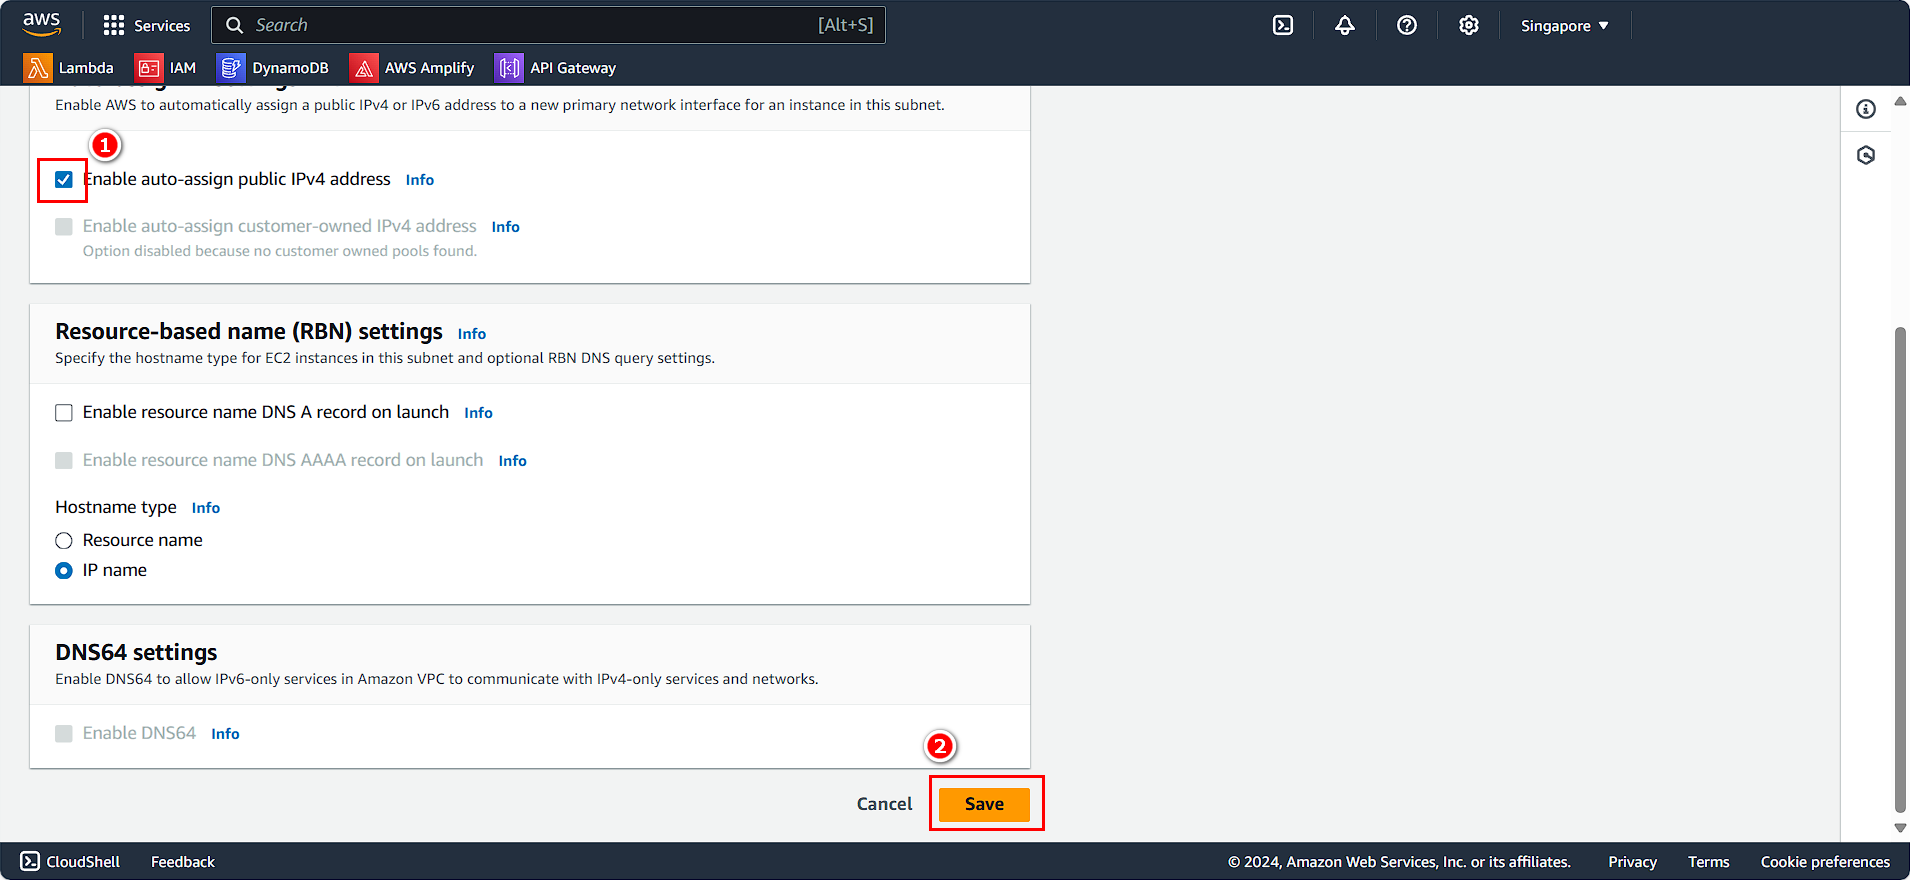 aws
Services
Search
[Alt+S]
Singapore
Lambda
IAM
DynamoDB
AWS Amplify
API Gateway
Enable AWS to automatically assign a public IPv4 or IPv6 address to a new primary network interface for an instance in this subnet.
1
Enable auto-assign public IPv4 address Info
Enable auto-assign customer-owned IPv4 address Info
Option disabled because no customer owned pools found.
Resource-based name (RBN) settings Info
Specify the hostname type for EC2 instances in this subnet and optional RBN DNS query settings.
Enable resource name DNS A record on launch Info
Enable resource name DNS AAAA record on launch Info
Hostname type Info
Resource name
IP name
DNS64 settings
Enable DNS64 to allow IPv6-only services in Amazon VPC to communicate with IPv4-only services and networks.
Enable DNS64 Info
2
Cancel
Save
CloudShell
Feedback
© 2024, Amazon Web Services, Inc. or its affiliates.
Privacy
Terms
Cookie preferences